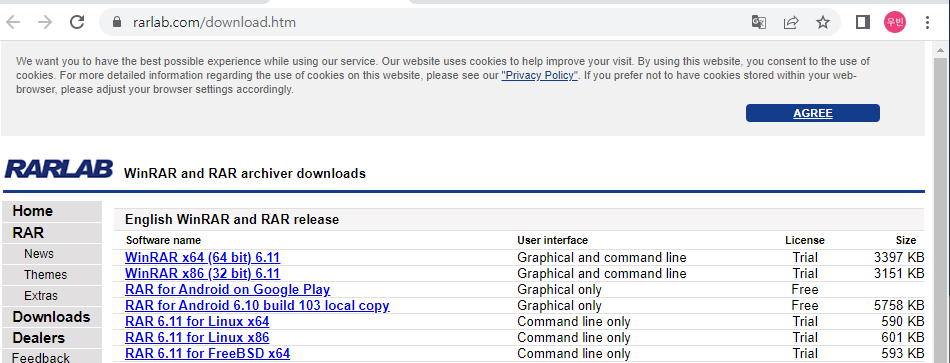 rarlab.com/download.htm
우빈
We want you to have the best possible experience while using our service. Our website uses cookies to help improve your visit. By using this website, you consent to the use of
cookies. For more detailed information regarding the use of cookies on this website, please see our "Privacy Policy". If you prefer not to have cookies stored within your web-
browser, please adjust your browser settings accordingly.
AGREE
RARLAB WinRAR and RAR archiver downloads
Home
RAR
News
Themes
Extras
Downloads
Dealers
Feedback
English WinRAR and RAR release
Software name User interface License Size
WinRAR x64 (64 bit) 6.11 Graphical and command line Trial 3397 KB
WinRAR x86 (32 bit) 6.11 Graphical and command line Trial 3151 KB
RAR for Android on Google Play Graphical only Free
RAR for Android 6.10 build 103 local copy Graphical only Free 5758 KB
RAR 6.11 for Linux x64 Command line only Trial 590 KB
RAR 6.11 for Linux x86 Command line only Trial 601 KB
RAR 6.11 for FreeBSD x64 Command line only Trial 593 KB